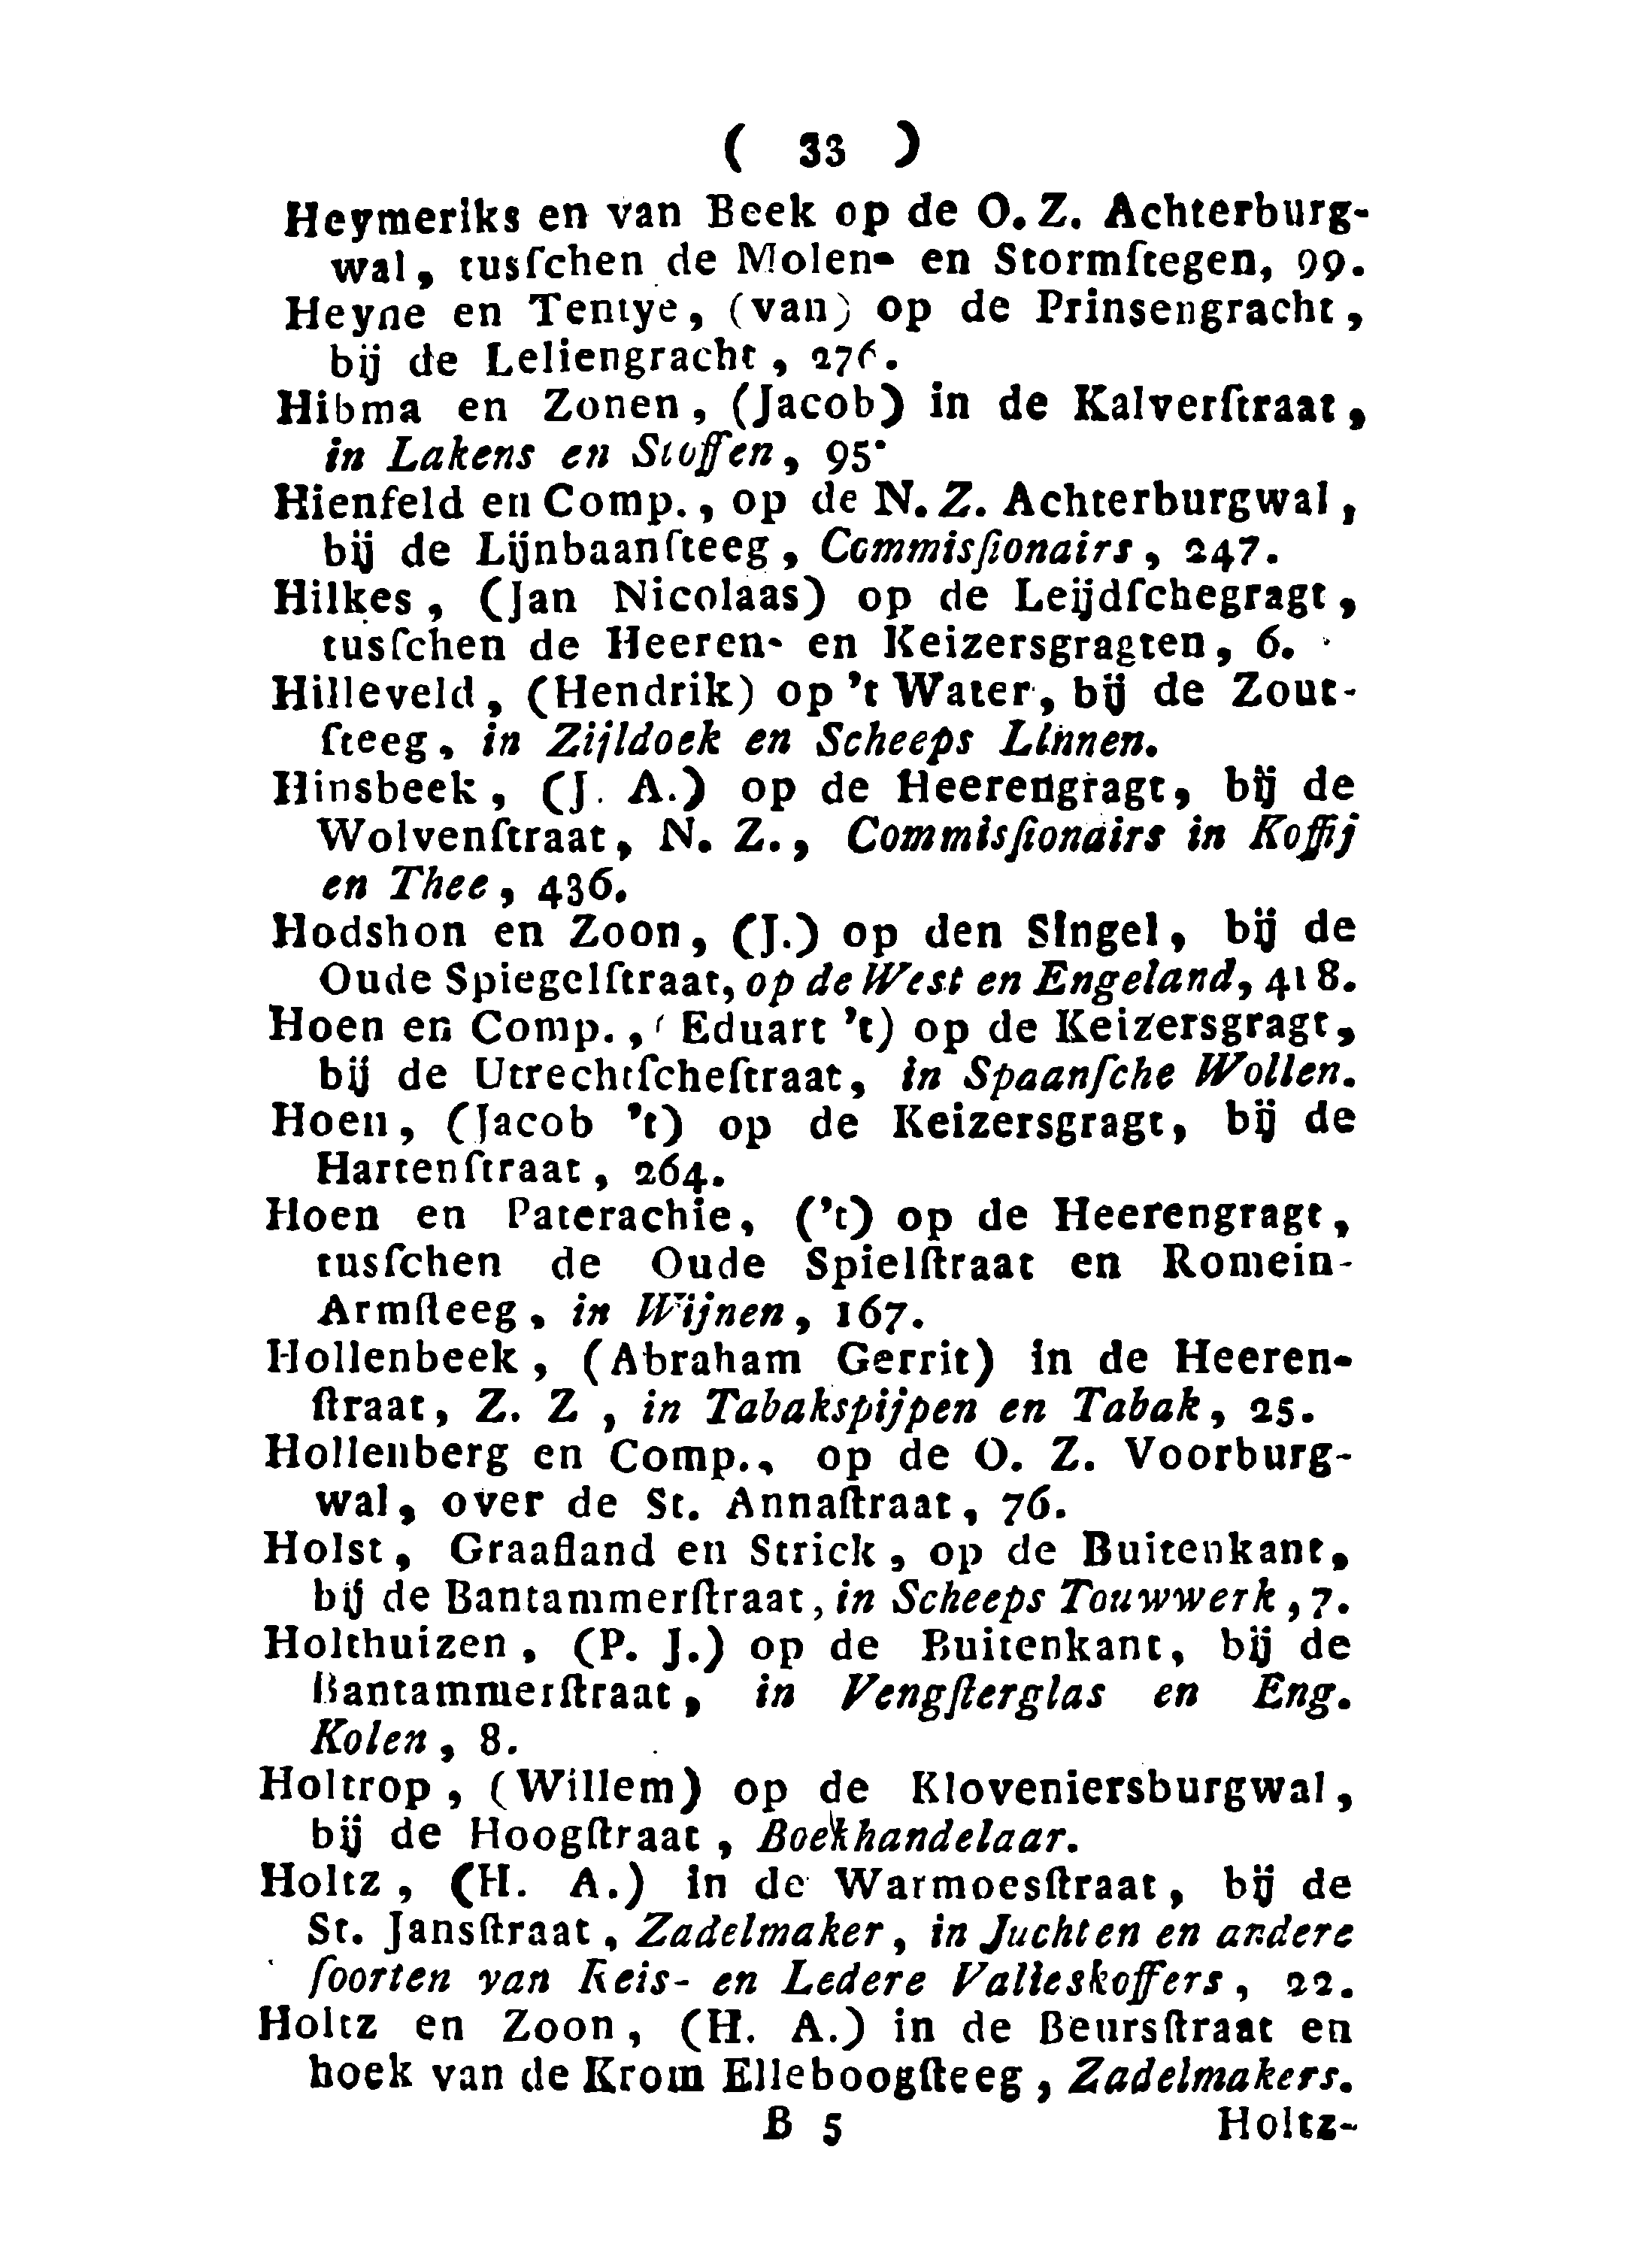 ( 33 )
Heymeriks en van Beek op de O. Z. Achterburg-
wal, tusſchen de Molen- en Stormſtegen, 99.
Heyne en Tentye, (van) op de Prinsengracht,
bij de Leliengracht, 276.
Hibma en Zonen, (Jacob) in de Kalverſtraat,
in Lakens en Stoffen, 95.
Hienfeld en Comp., op de N. Z. Achterburgwal,
bij de Lijnbaanſteeg, Commisſionairs, 247.
Hilkes, (Jan Nicolaas) op de Leijdſchegragt,
tusſchen de Heeren- en Keizersgragten, 6.
Hilleveld, (Hendrik) op 't Water, bij de Zout-
ſteeg, in Zijldoek en Scheeps Linnen.
Hinsbeek, (J. A.) op de Heerengragt, bij de
Wolvenſtraat, N. Z., Commisſionairs in Koffij
en Thee, 436.
Hodshon en Zoon, (J.) op den Singel, bij de
Oude Spiegelſtraat, op de West en Engeland, 418.
Hoen en Comp., (Eduart 't) op de Keizersgragt,
bij de Utrechtſcheſtraat, in Spaanſche Wollen.
Hoen, (Jacob 't) op de Keizersgragt, bij de
Hartenſtraat, 264.
Hoen en Paterachie, ('t) op de Heerengragt,
tusſchen de Oude Spielſtraat en Romein-
Armſteeg, in Wijnen, 167.
Hollenbeek, (Abraham Gerrit) in de Heeren-
ſtraat, Z. Z, in Tabakspijpen en Tabak, 25.
Hollenberg en Comp., op de O. Z. Voorburg-
wal, over de St. Annaſtraat, 76.
Holst, Graafland en Strick, op de Buitenkant,
bij de Bantammerſtraat, in Scheeps Touwwerk, 7.
Holthuizen, (P. J.) op de Buitenkant, bij de
Bantammerſtraat, in Vengſterglas en Eng.
Kolen, 8.
Holtrop, (Willem) op de Kloveniersburgwal,
bij de Hoogſtraat, Boekhandelaar.
Holtz, (H. A.) in de Warmoesſtraat, bij de
St. Jansſtraat, Zadelmaker, in Juchten en andere
ſoorten van Reis- en Ledere Valieskoffers, 22.
Holtz en Zoon, (H. A.) in de Beursſtraat en
hoek van de Krom Elleboogſteeg, Zadelmakers.
B 5 Holtz-